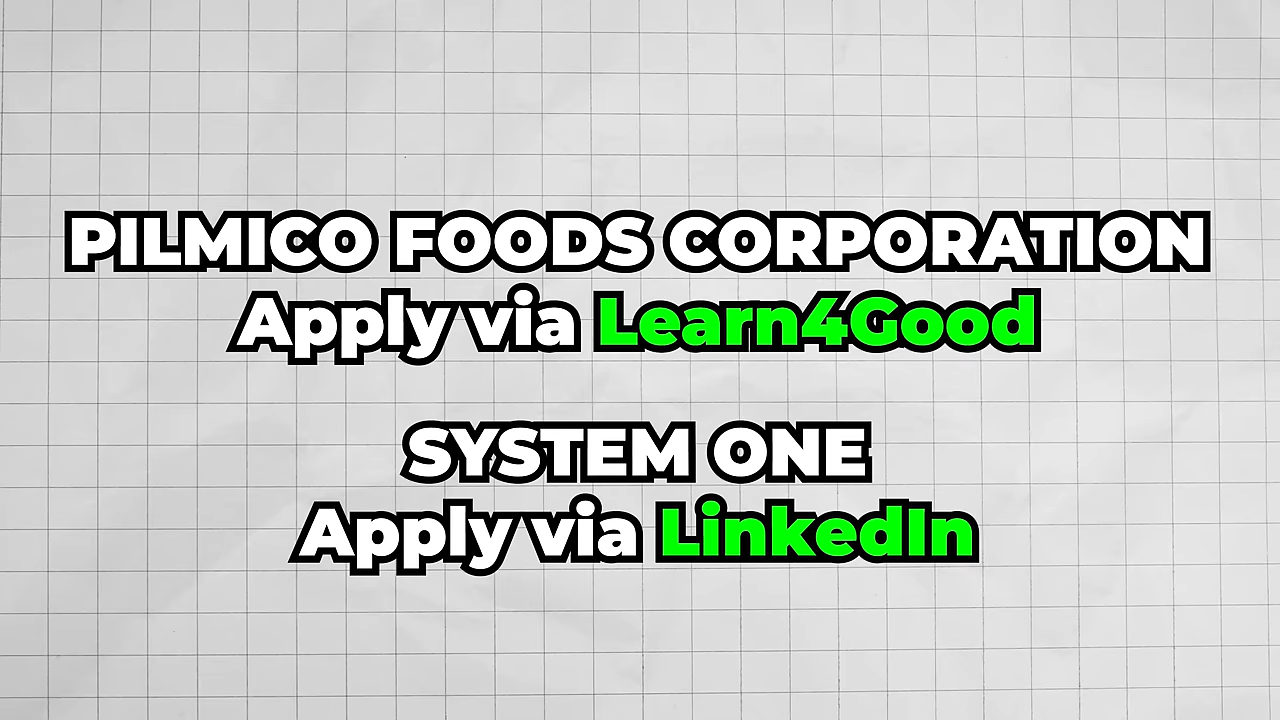 PILMICO FOODS CORPORATION
Apply via Learn4Good
SYSTEM ONE
Apply via LinkedIn